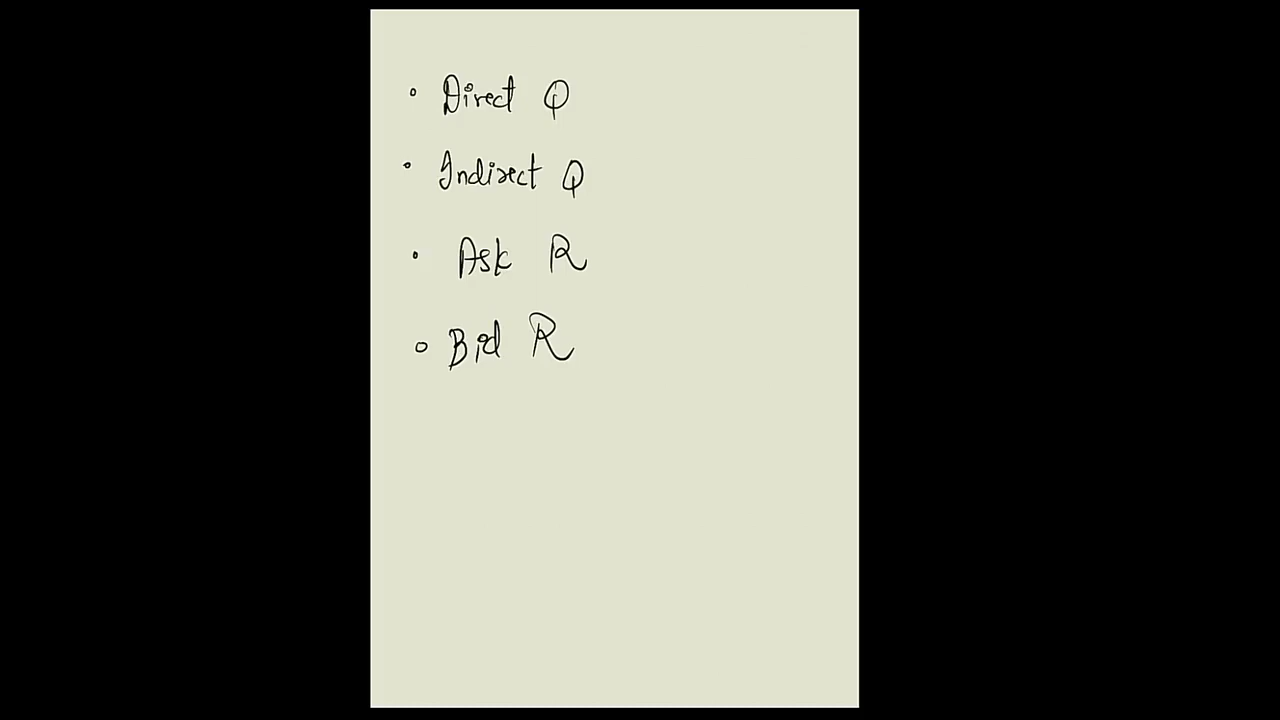 • Direct Q
• Indirect Q
• Ask R
• Bid R